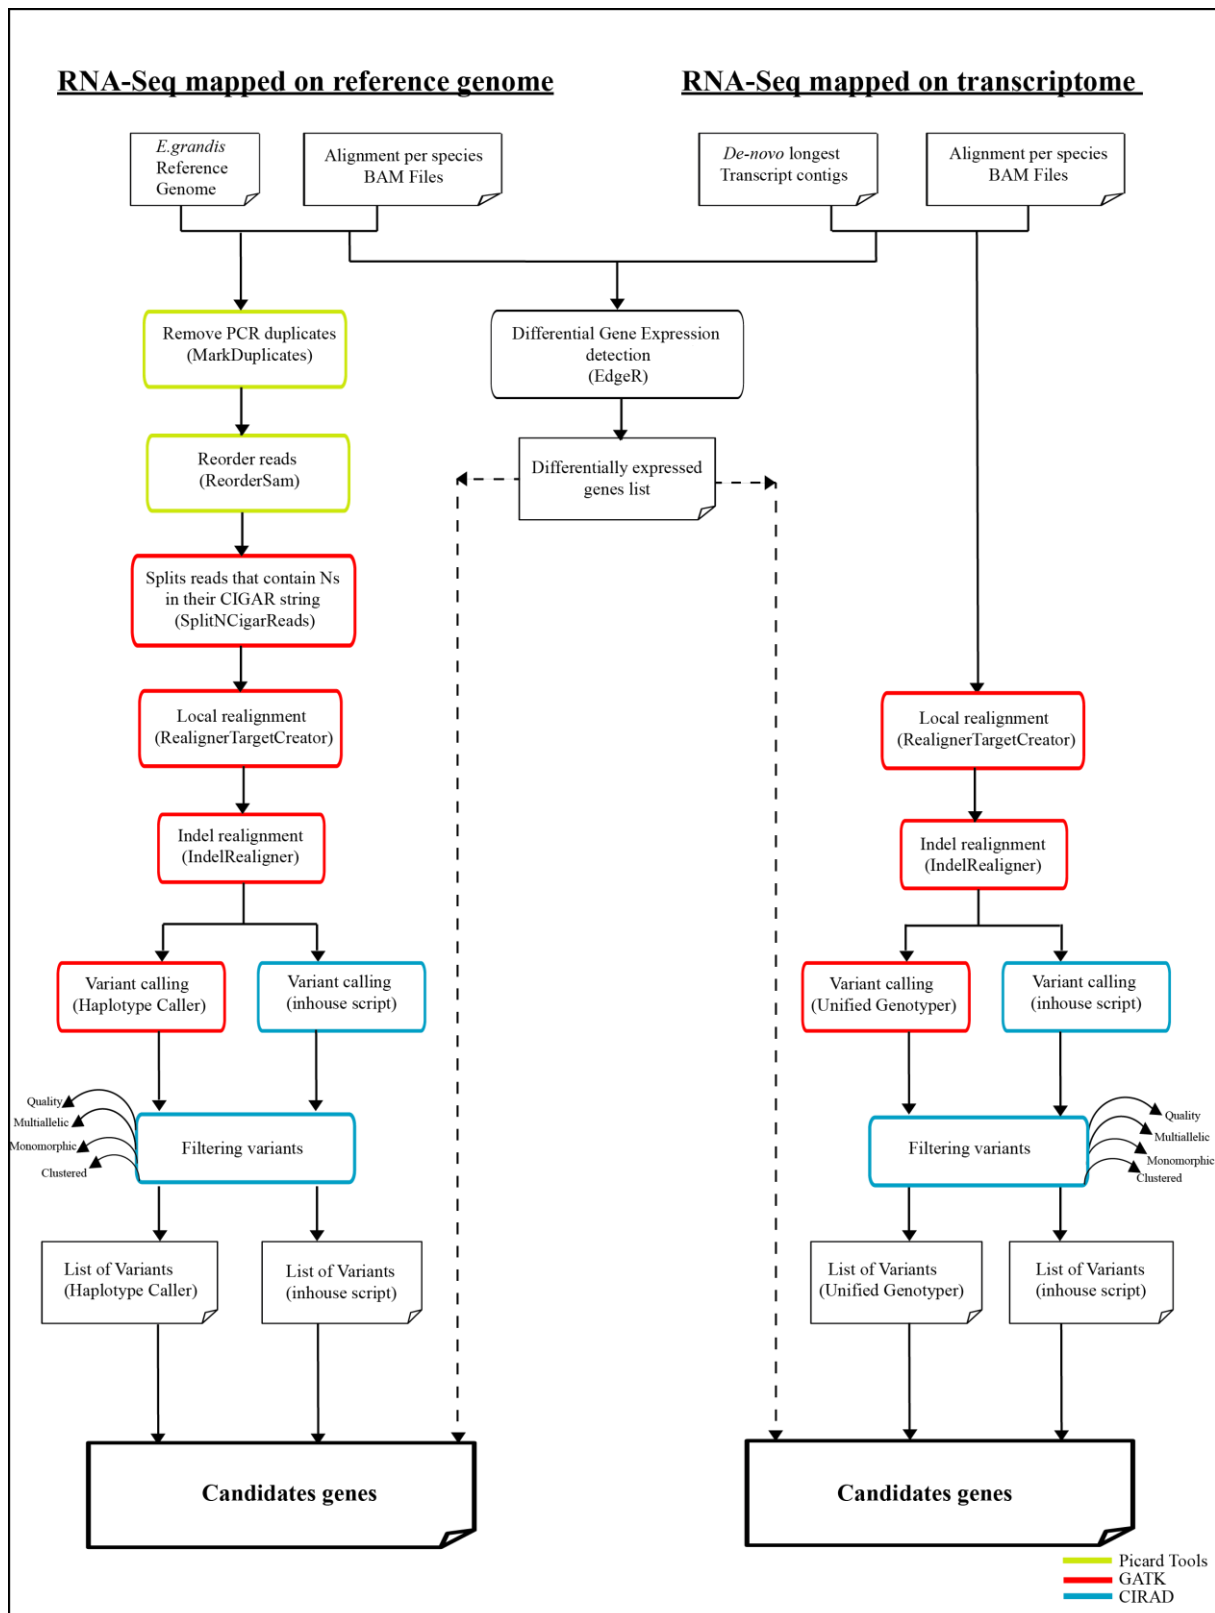 RNA-Seq mapped on reference genome
RNA-Seq mapped on transcriptome
E.grandis
Reference
Genome
Alignment per species
BAM Files
De-novo longest
Transcript contigs
Alignment per species
BAM Files
Remove PCR duplicates
(MarkDuplicates)
Differential Gene Expression
detection
(EdgeR)
Reorder reads
(ReorderSam)
Differentially expressed
genes list
Splits reads that contain Ns
in their CIGAR string
(SplitNCigarReads)
Local realignment
(RealignerTargetCreator)
Local realignment
(RealignerTargetCreator)
Indel realignment
(IndelRealigner)
Indel realignment
(IndelRealigner)
Variant calling
(Haplotype Caller)
Variant calling
(inhouse script)
Variant calling
(Unified Genotyper)
Variant calling
(inhouse script)
Quality
Multiallelic
Monomorphic
Clustered
Filtering variants
Filtering variants
Quality
Multiallelic
Monomorphic
Clustered
List of Variants
(Haplotype Caller)
List of Variants
(inhouse script)
List of Variants
(Unified Genotyper)
List of Variants
(inhouse script)
Candidates genes
Candidates genes
Picard Tools
GATK
CIRAD